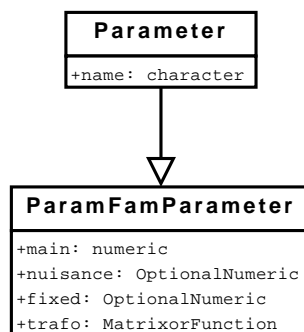 Parameter
+name: character
ParamFamParameter
+main: numeric
+nuisance: OptionalNumeric
+fixed: OptionalNumeric
+trafo: MatrixorFunction